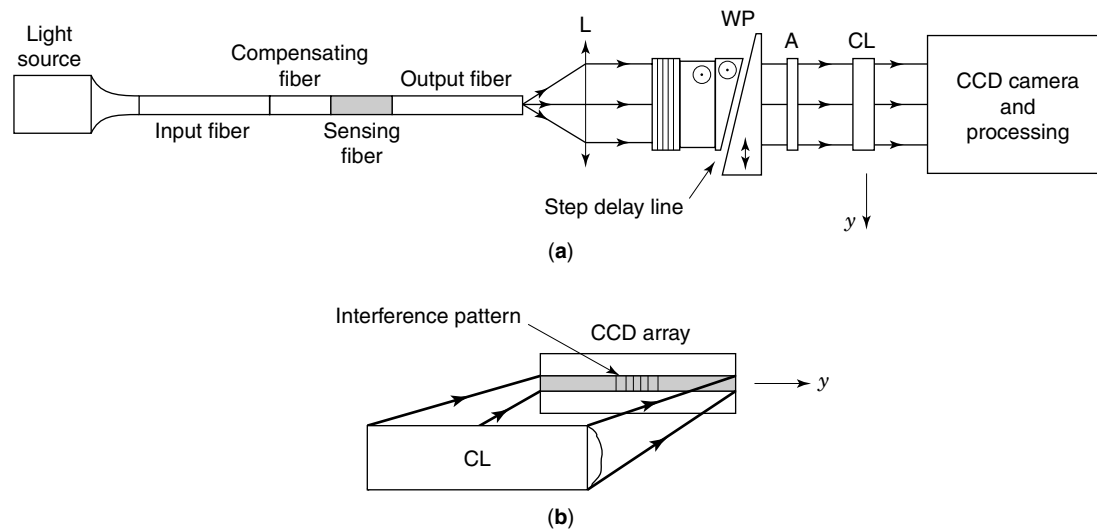 Light
source
Compensating
fiber
Output fiber
Input fiber
Sensing
fiber
L
WP
A
CL
CCD camera
and
processing
Step delay line
y
(a)
Interference pattern
CCD array
y
CL
(b)